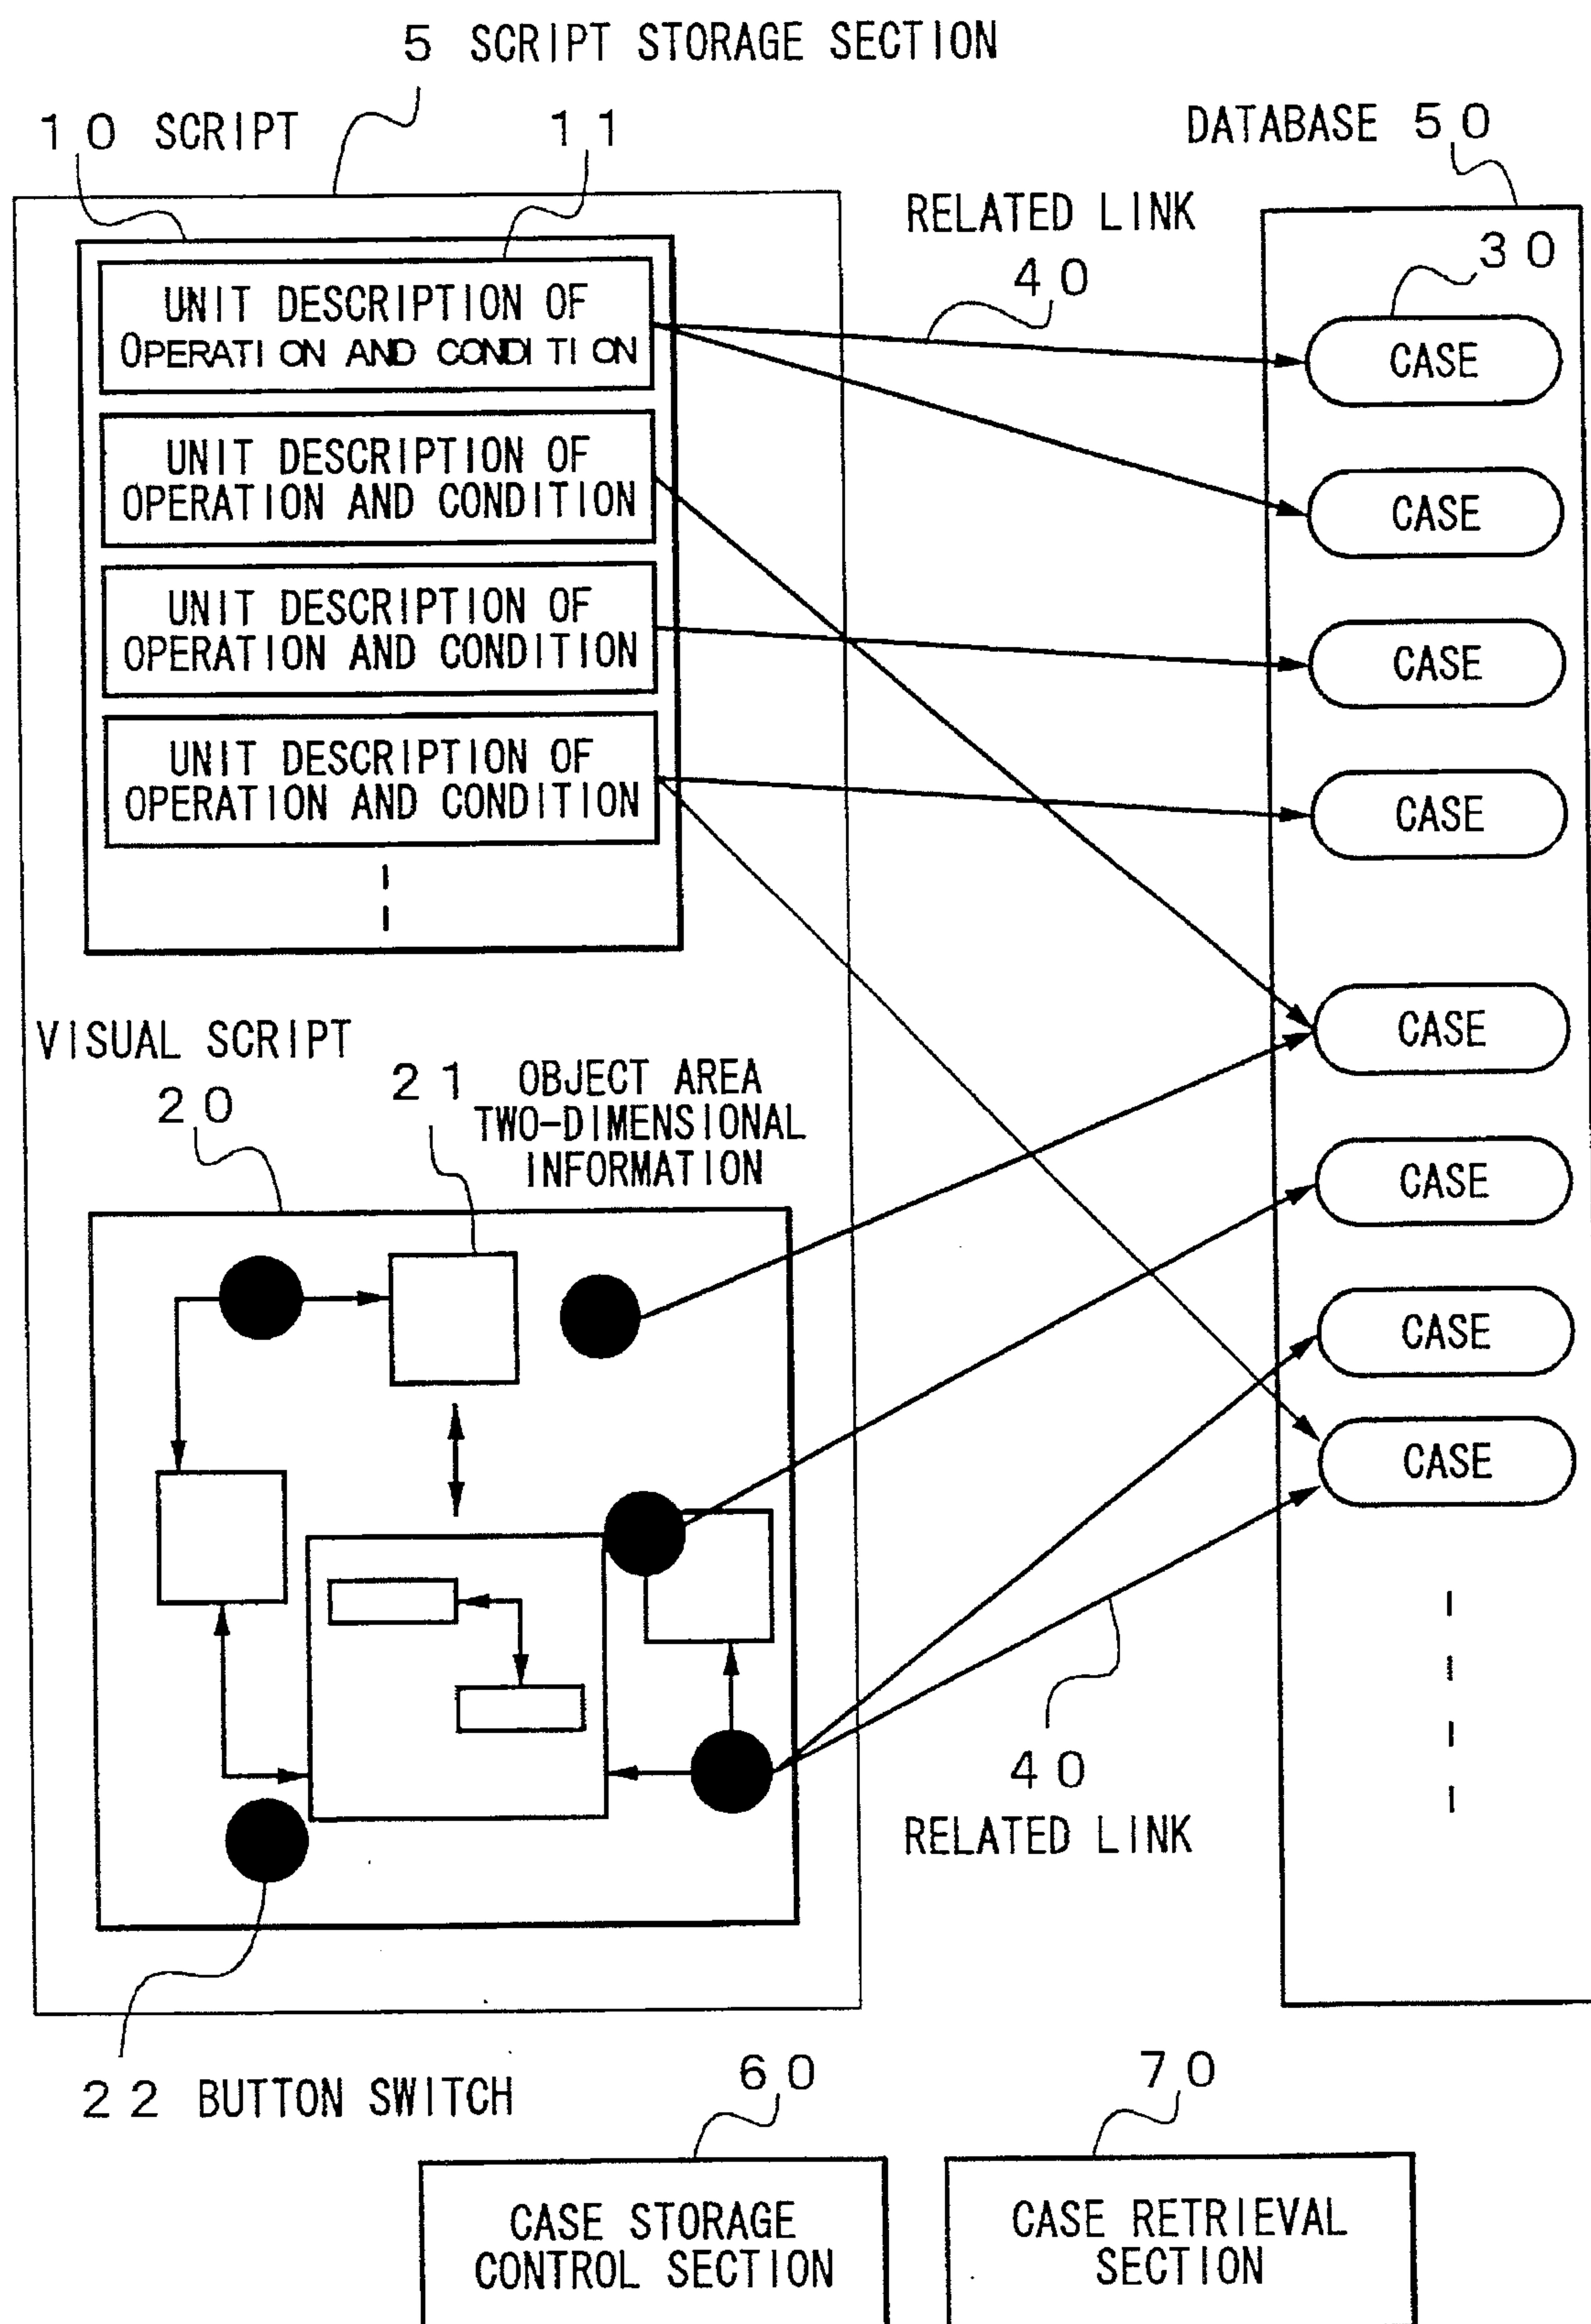 5 SCRIPT STORAGE SECTION
10 SCRIPT
11
DATABASE 50
RELATED LINK
40
30
UNIT DESCRIPTION OF
OPERATION AND CONDITION
UNIT DESCRIPTION OF
OPERATION AND CONDITION
UNIT DESCRIPTION OF
OPERATION AND CONDITION
UNIT DESCRIPTION OF
OPERATION AND CONDITION
CASE
CASE
CASE
CASE
CASE
CASE
CASE
CASE
VISUAL SCRIPT
20
21
OBJECT AREA
TWO-DIMENSIONAL
INFORMATION
40
RELATED LINK
22 BUTTON SWITCH
60
70
CASE STORAGE
CONTROL SECTION
CASE RETRIEVAL
SECTION